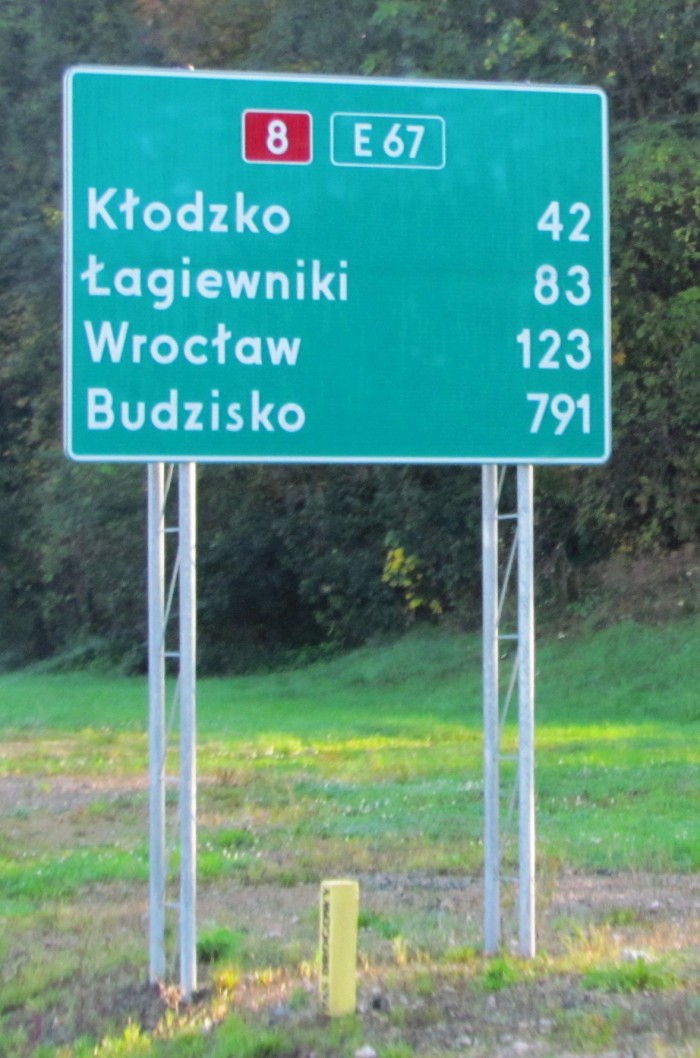 8 E 67
Kłodzko 42
Łagiewniki 83
Wrocław 123
Budzisko 791